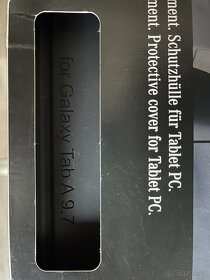 ment. Schutzhülle für Tablet PC.
ment. Protective cover for Tablet PC.
for Galaxy Tab A 9.7